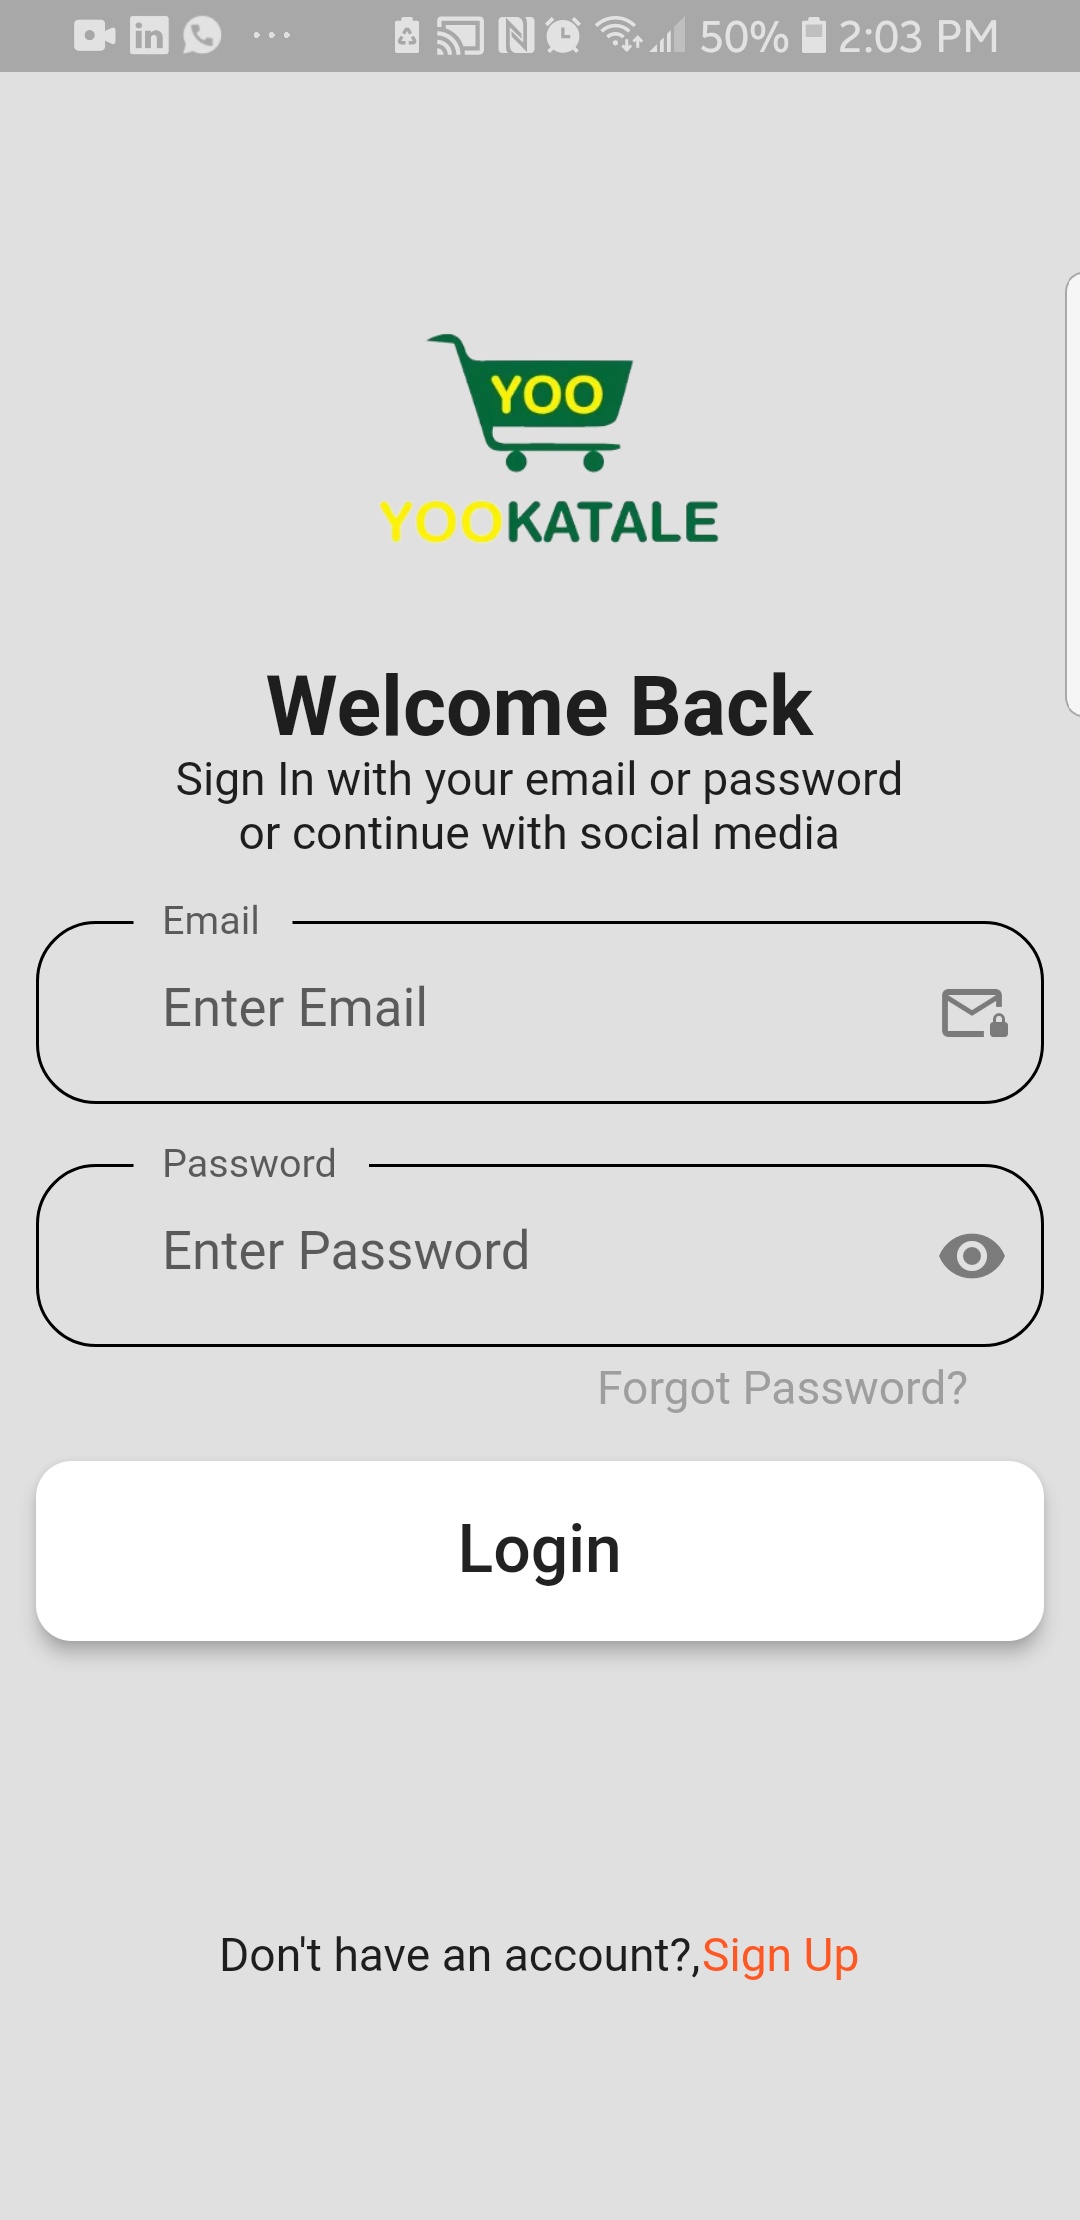 50% 2:03 PM
YOO
YOOKATALE
Welcome Back
Sign In with your email or password
or continue with social media
Email
Enter Email
Password
Enter Password
Forgot Password?
Login
Don't have an account?,Sign Up